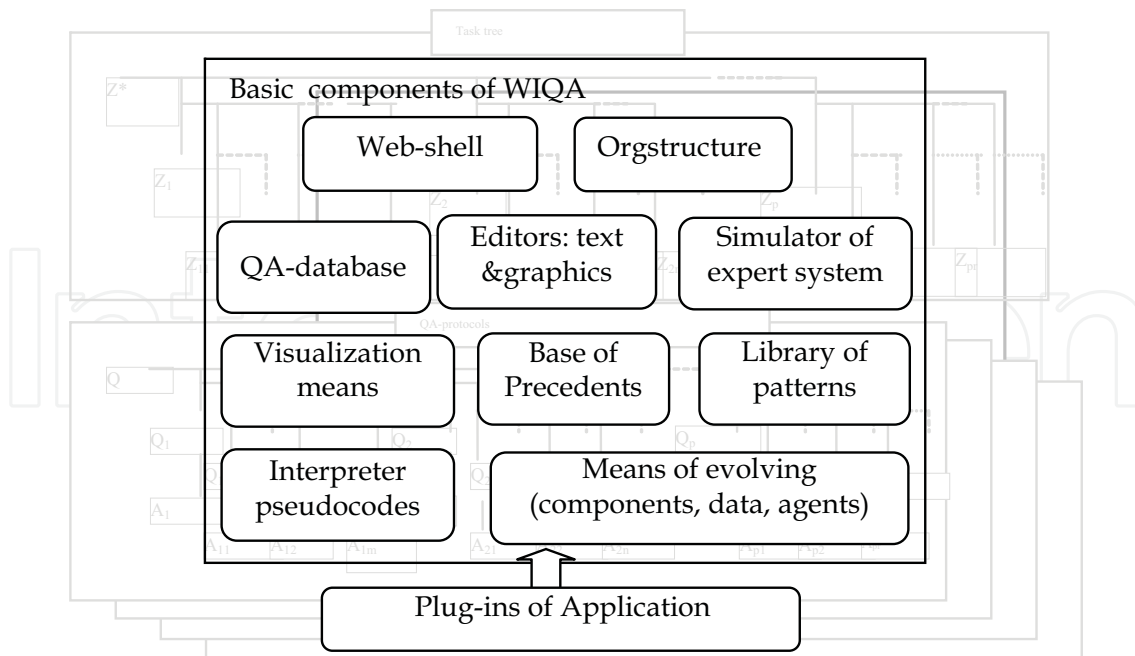 Task tree
Basic components of WIQA
Z*
Web-shell
Orgstructure
Z1
Z2
Zp
QA-database
Editors: text
&graphics
Simulator of
expert system
Zpr
QA-protocols
Visualization
means
Base of
Precedents
Library of
patterns
Q
Q1
Q2
Qp
Interpreter
pseudocodes
Means of evolving
(components, data, agents)
A1
A11
A12
A1m
A21
A2n
Ap1
Ap2
Plug-ins of Application